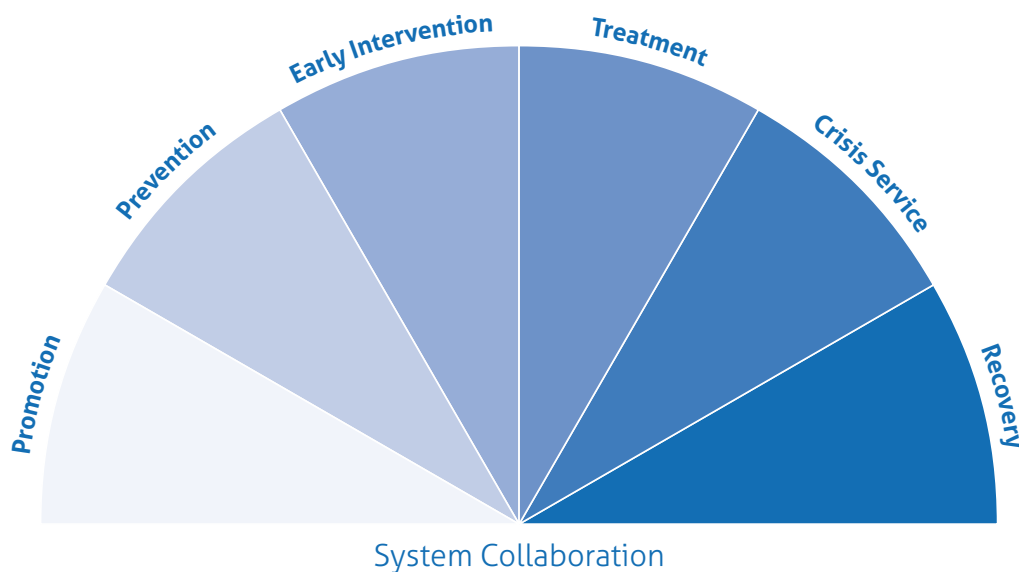 Promotion
Prevention
Early Intervention
Treatment
Crisis Service
Recovery
System Collaboration